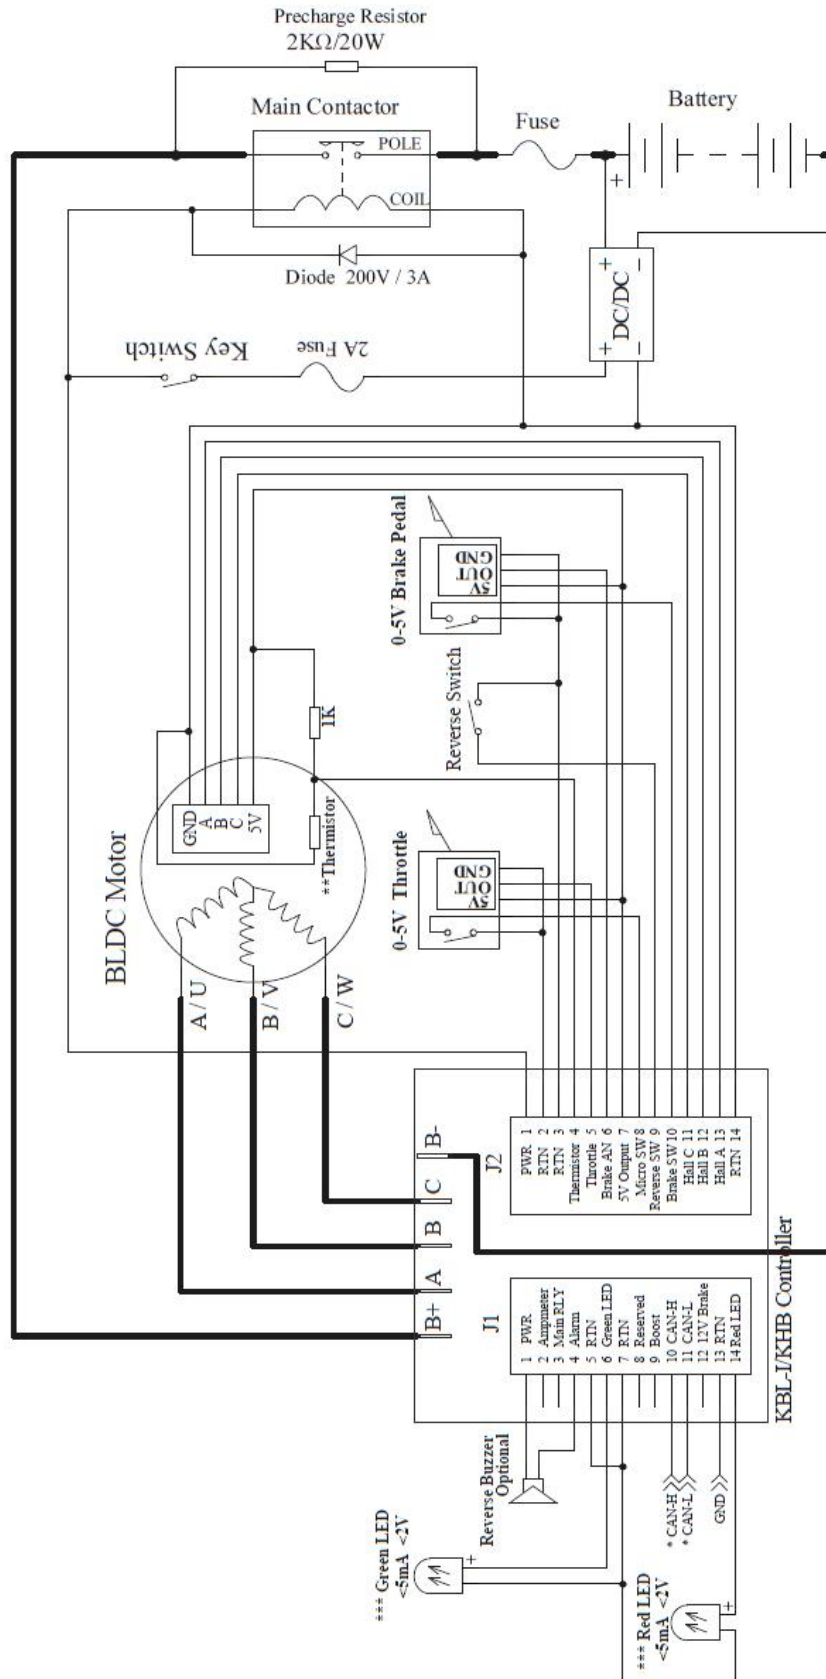 Precharge Resistor
2KΩ/20W
Main Contactor
POLE
COIL
Fuse
Battery
+
Diode 200V / 3A
+
-
DC/DC
+
-
Key Switch
2A Fuse
0-5V Brake Pedal
GND
OUT
5V
Reverse Switch
1K
BLDC Motor
GND
A
B
C
5V
**Thermistor
0-5V Throttle
GND
OUT
5V
A / U
B / V
C / W
B-
C
B
A
B+
J2
PWR 1
RTN 2
RTN 3
Thermistor 4
Throttle 5
Brake AN 6
5V Output 7
Micro SW 8
Reverse SW 9
Brake SW 10
Hall C 11
Hall B 12
Hall A 13
RTN 14
J1
1 PWR
2 Ampmeter
3 Main RLY
4 Alarm
5 RTN
6 Green LED
7 RTN
8 Reserved
9 Boost
10 CAN-H
11 CAN-L
12 12V Brake
13 RTN
14 Red LED
KBL-I/KHB Controller
Reverse Buzzer
Optional
*** Green LED
<5mA <2V
+
* CAN-H
* CAN-L
GND
*** Red LED
<5mA <2V
+